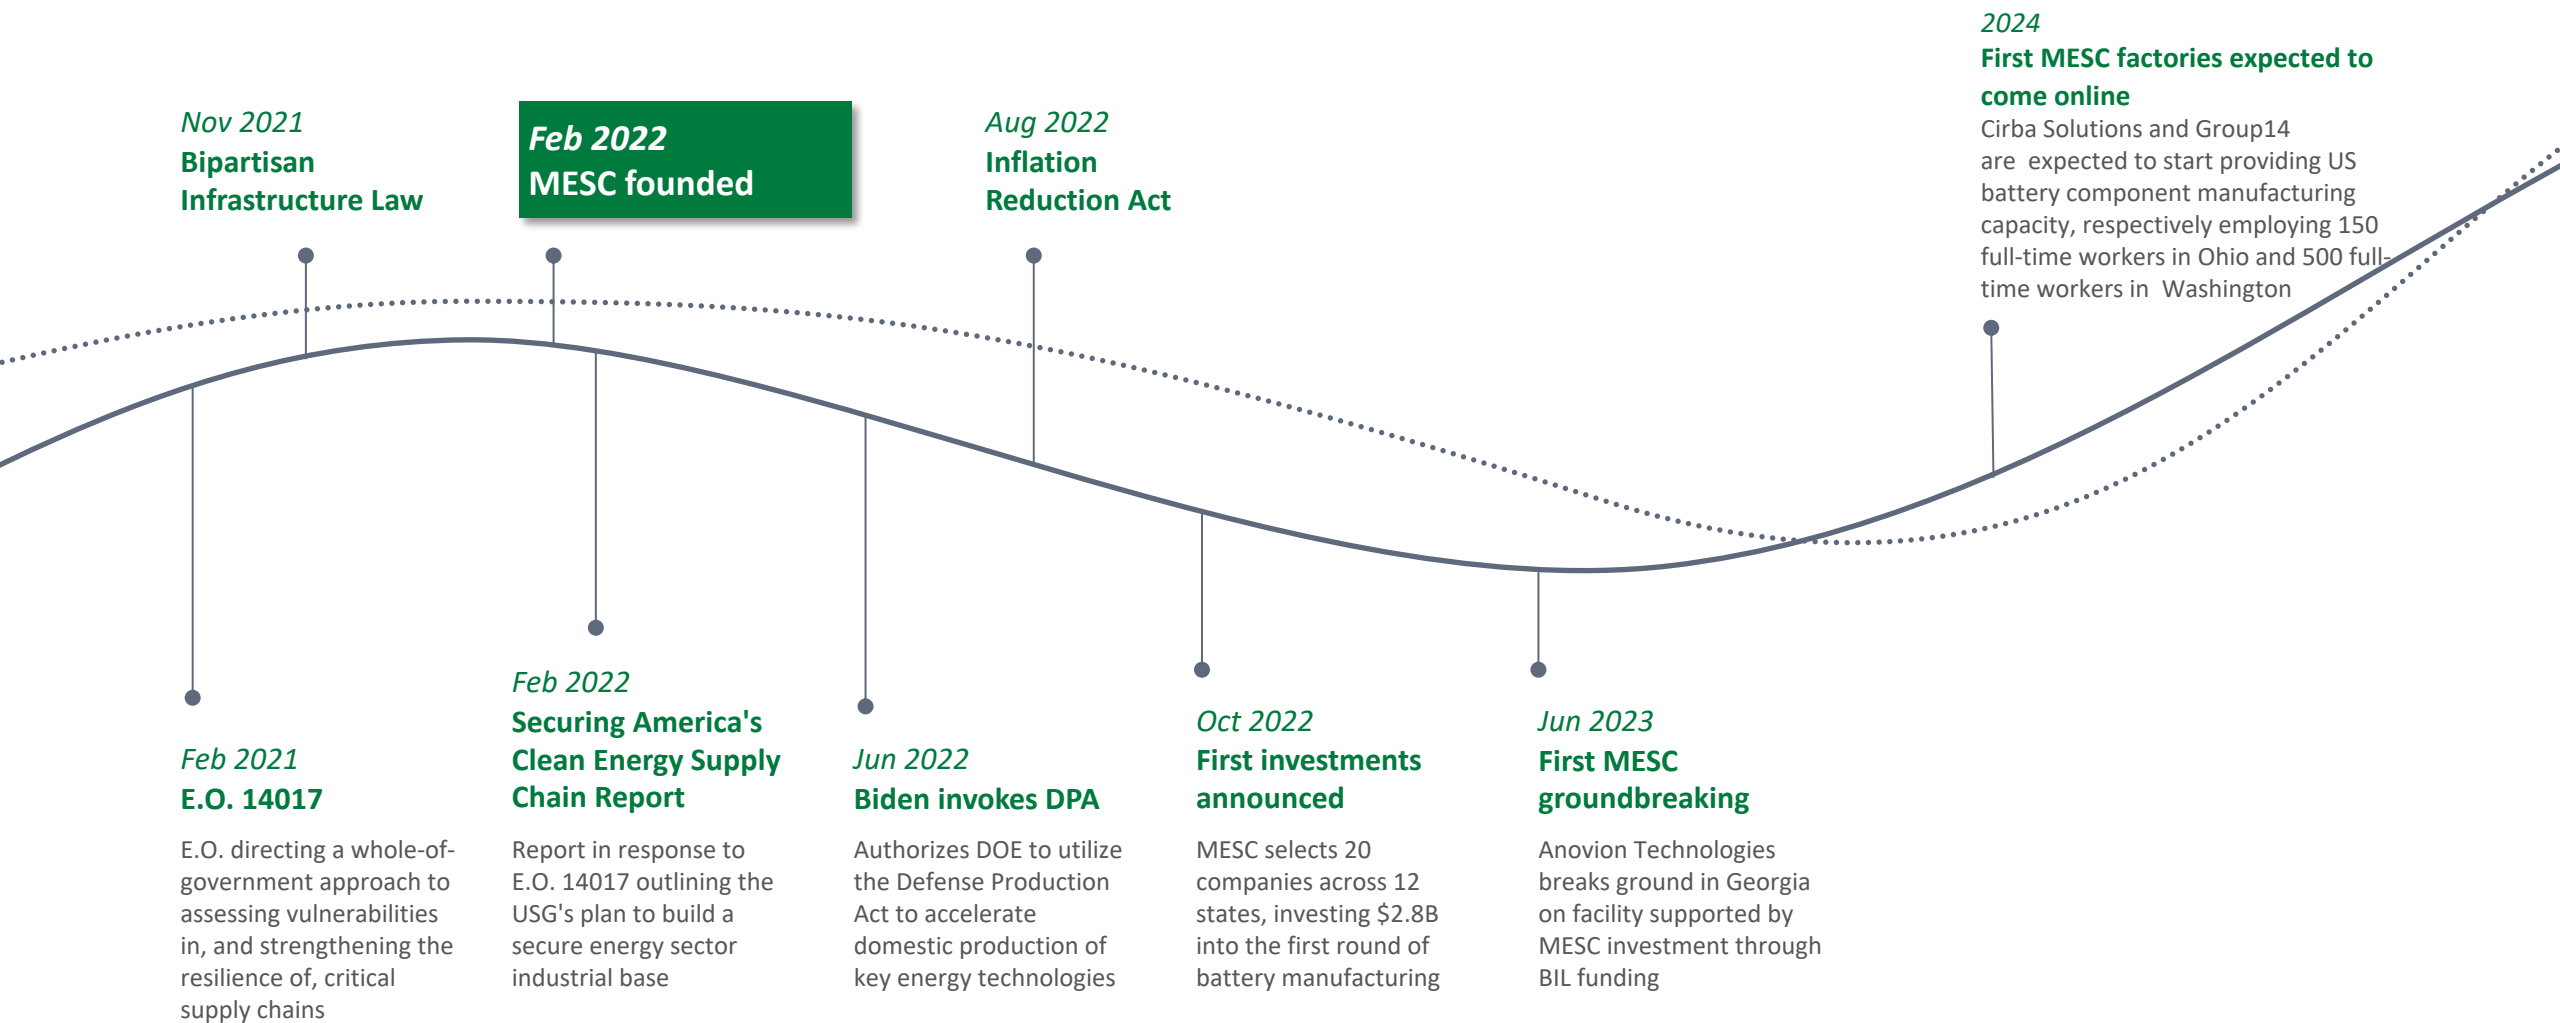 2024
First MESC factories expected to
come online
Cirba Solutions and Group14
are  expected to start providing US
battery component manufacturing
capacity, respectively employing 150
full-time workers in Ohio and 500 full-
time workers in  Washington
Nov 2021
Bipartisan
Infrastructure Law
Feb 2022
MESC founded
Aug 2022
Inflation
Reduction Act
Feb 2021
E.O. 14017
E.O. directing a whole-of-
government approach to
assessing vulnerabilities
in, and strengthening the
resilience of, critical
supply chains
Feb 2022
Securing America's
Clean Energy Supply
Chain Report
Report in response to
E.O. 14017 outlining the
USG's plan to build a
secure energy sector
industrial base
Jun 2022
Biden invokes DPA
Authorizes DOE to utilize
the Defense Production
Act to accelerate
domestic production of
key energy technologies
Oct 2022
First investments
announced
MESC selects 20
companies across 12
states, investing $2.8B
into the first round of
battery manufacturing
Jun 2023
First MESC
groundbreaking
Anovion Technologies
breaks ground in Georgia
on facility supported by
MESC investment through
BIL funding